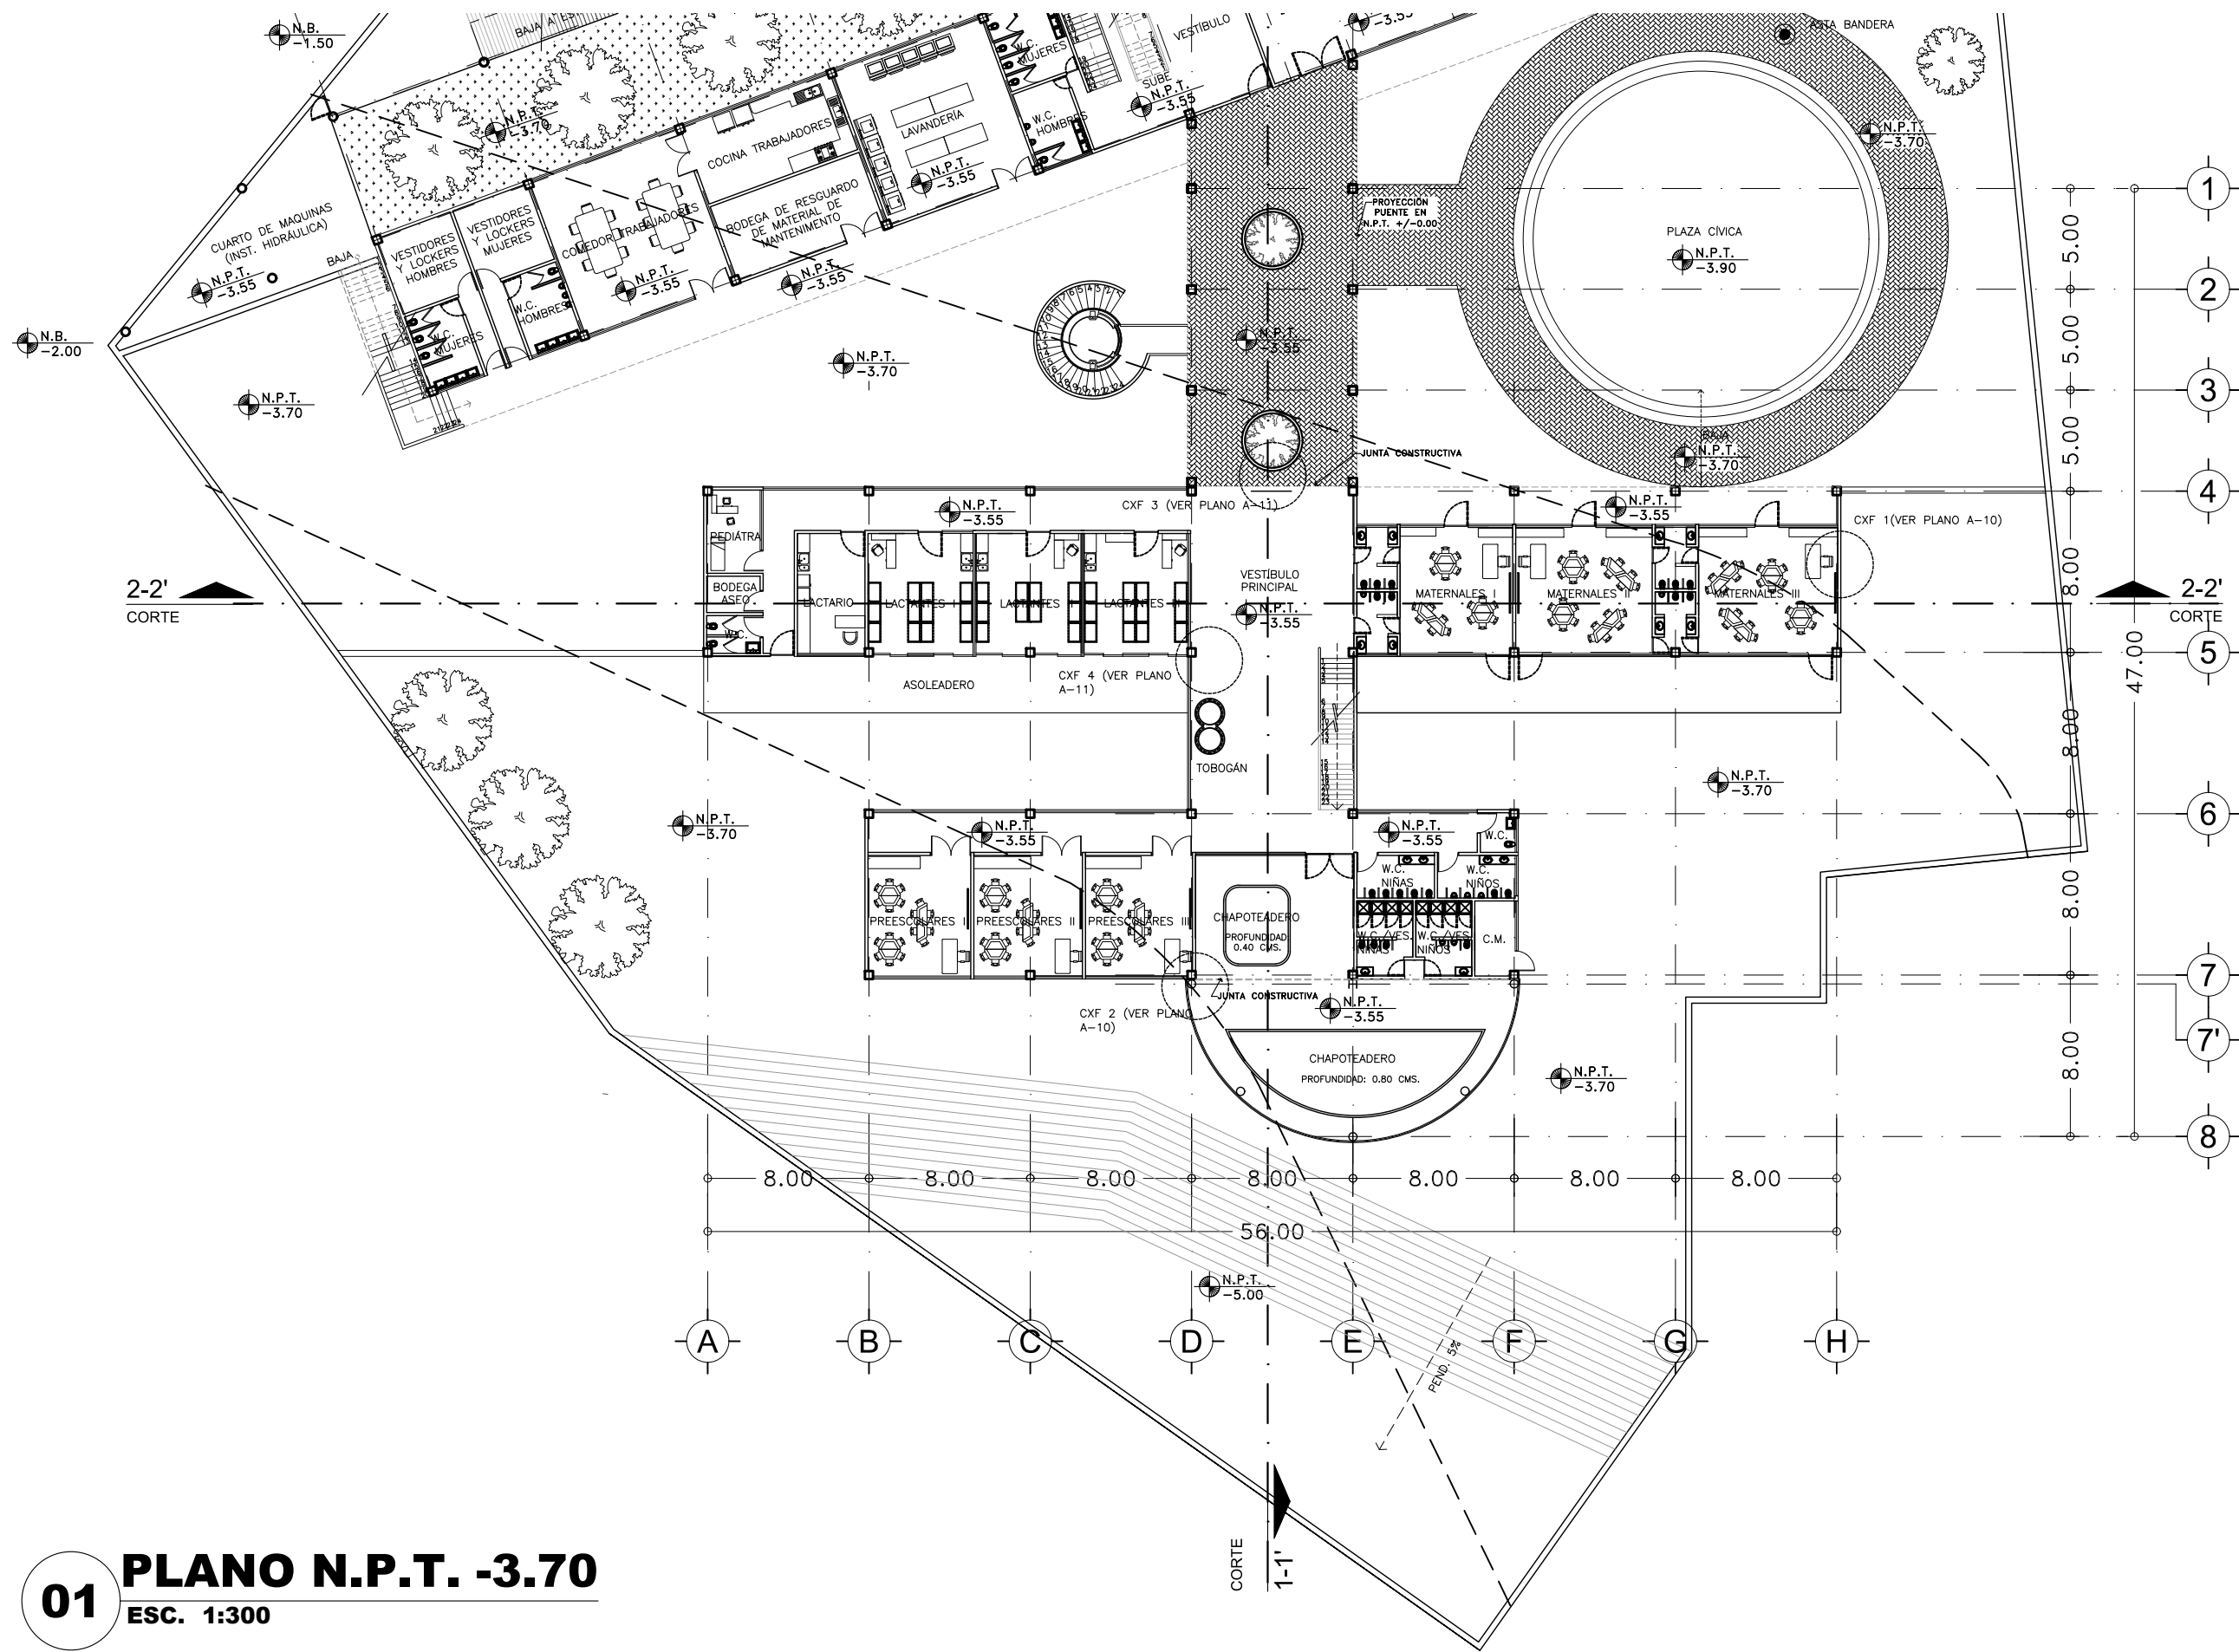 N.B.
-1.50
ASTA BANDERA
VESTÍBULO
-3.55
W.C.
MUJERES
SUBE
N.P.T.
-3.55
N.P.T.
-3.70
COCINA TRABAJADORES
LAVANDERÍA
N.P.T.
-3.55
W.C.
HOMBRES
N.P.T.
-3.70
1
PROYECCIÓN
PUENTE EN
N.P.T. +/-0.00
PLAZA CÍVICA
N.P.T.
-3.90
CUARTO DE MAQUINAS
(INST. HIDRÁULICA)
N.P.T.
-3.55
BAJA
VESTIDORES
Y LOCKERS
HOMBRES
VESTIDORES
Y LOCKERS
MUJERES
COMEDOR TRABAJADORES
N.P.T.
-3.55
BODEGA DE RESGUARDO
DE MATERIAL DE
MANTENIMIENTO
N.P.T.
-3.55
5.00
2
W.C.
HOMBRES
W.C.
MUJERES
N.B.
-2.00
N.P.T.
-3.70
N.P.T.
-3.70
N.P.T.
-3.55
5.00
3
JUNTA CONSTRUCTIVA
BAJA
N.P.T.
-3.70
5.00
4
N.P.T.
-3.55
CXF 3 (VER PLANO A-11)
N.P.T.
-3.55
CXF 1(VER PLANO A-10)
PEDIÁTRA
BODEGA
ASEO
W.C.
LACTARIO
LACTANTES I
LACTANTES
LACTANTES III
VESTÍBULO
PRINCIPAL
N.P.T.
-3.55
MATERNALES I
MATERNALES II
MATERNALES III
8.00
2-2'
CORTE
2-2'
CORTE
5
47.00
ASOLEADERO
CXF 4 (VER PLANO
A-11)
TOBOGÁN
8.00
N.P.T.
-3.70
N.P.T.
-3.70
6
N.P.T.
-3.55
N.P.T.
-3.55
W.C.
W.C.
NIÑAS
W.C.
NIÑOS
PREESCOLARES I
PREESCOLARES II
PREESCOLARES III
CHAPOTEADERO
PROFUNDIDAD
0.40 CMS.
W.C./VES.
NIÑAS
W.C./VES.
NIÑOS
C.M.
8.00
7
JUNTA CONSTRUCTIVA
N.P.T.
-3.55
CXF 2 (VER PLANO
A-10)
7'
CHAPOTEADERO
PROFUNDIDAD: 0.80 CMS.
N.P.T.
-3.70
8.00
8
8.00 8.00 8.00 8.00 8.00 8.00 8.00
56.00
N.P.T.
-5.00
A B C D E F G H
PEND. 5%
CORTE
1-1'
01
PLANO N.P.T. -3.70
ESC. 1:300